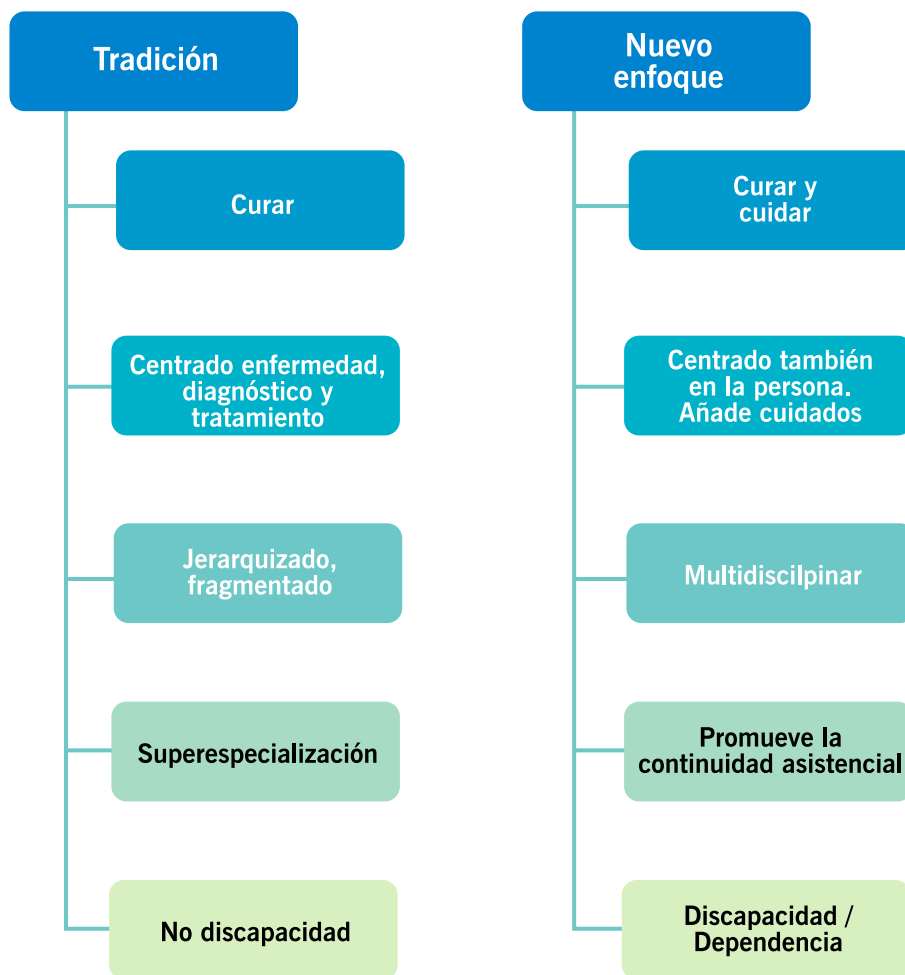 Tradición
Curar
Centrado enfermedad,
diagnóstico y
tratamiento
Jerarquizado,
fragmentado
Superespecialización
No discapacidad
Nuevo
enfoque
Curar y
cuidar
Centrado también
en la persona.
Añade cuidados
Multidiscilpinar
Promueve la
continuidad asistencial
Discapacidad /
Dependencia